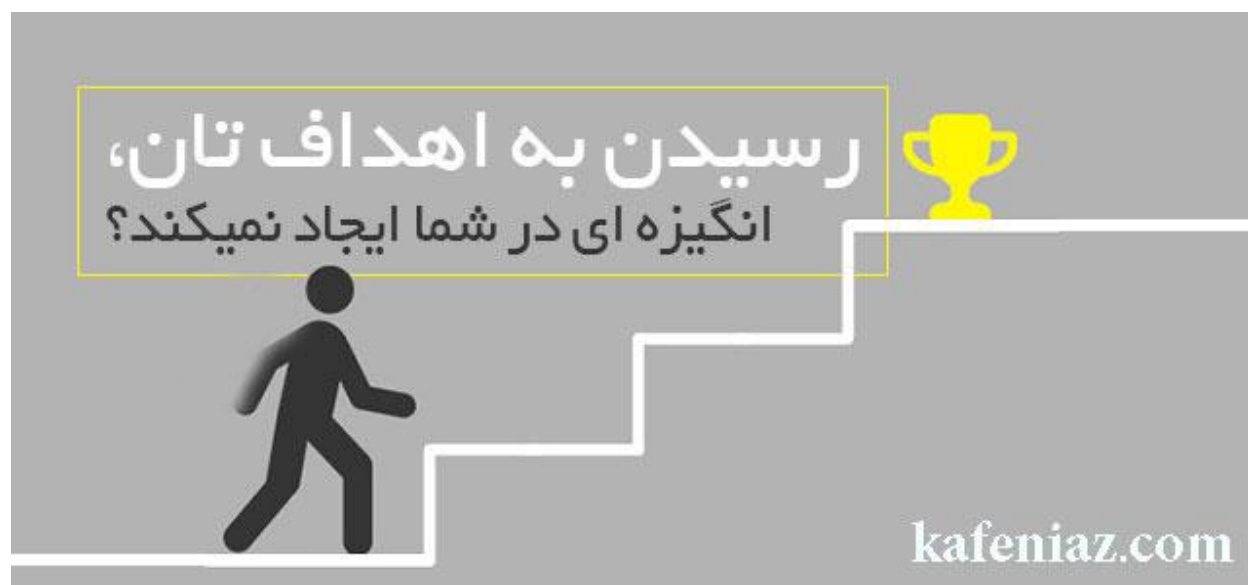 رسیدن به اهداف تان،
انگیزه ای در شما ایجاد نمیکند؟
kafeniaz.com